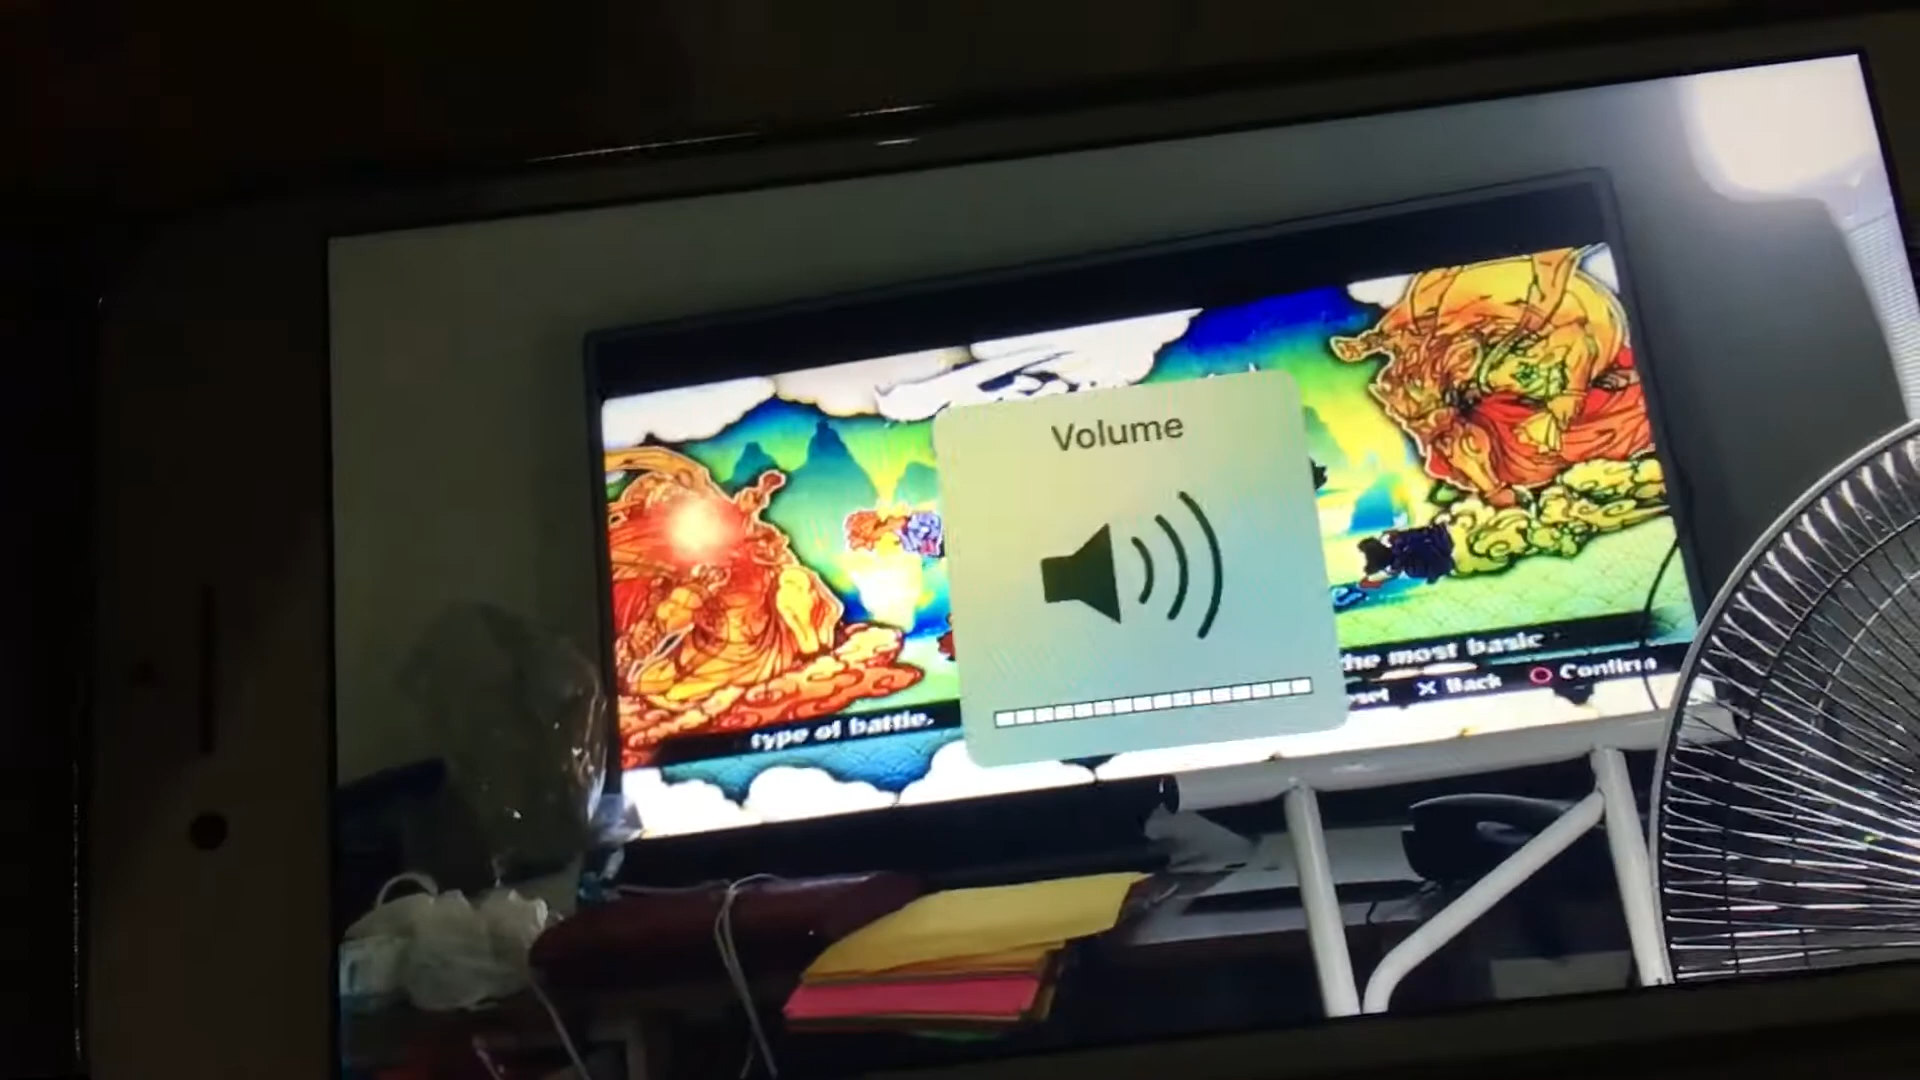 Volume
the most basic
type of battle.
Back Confirm